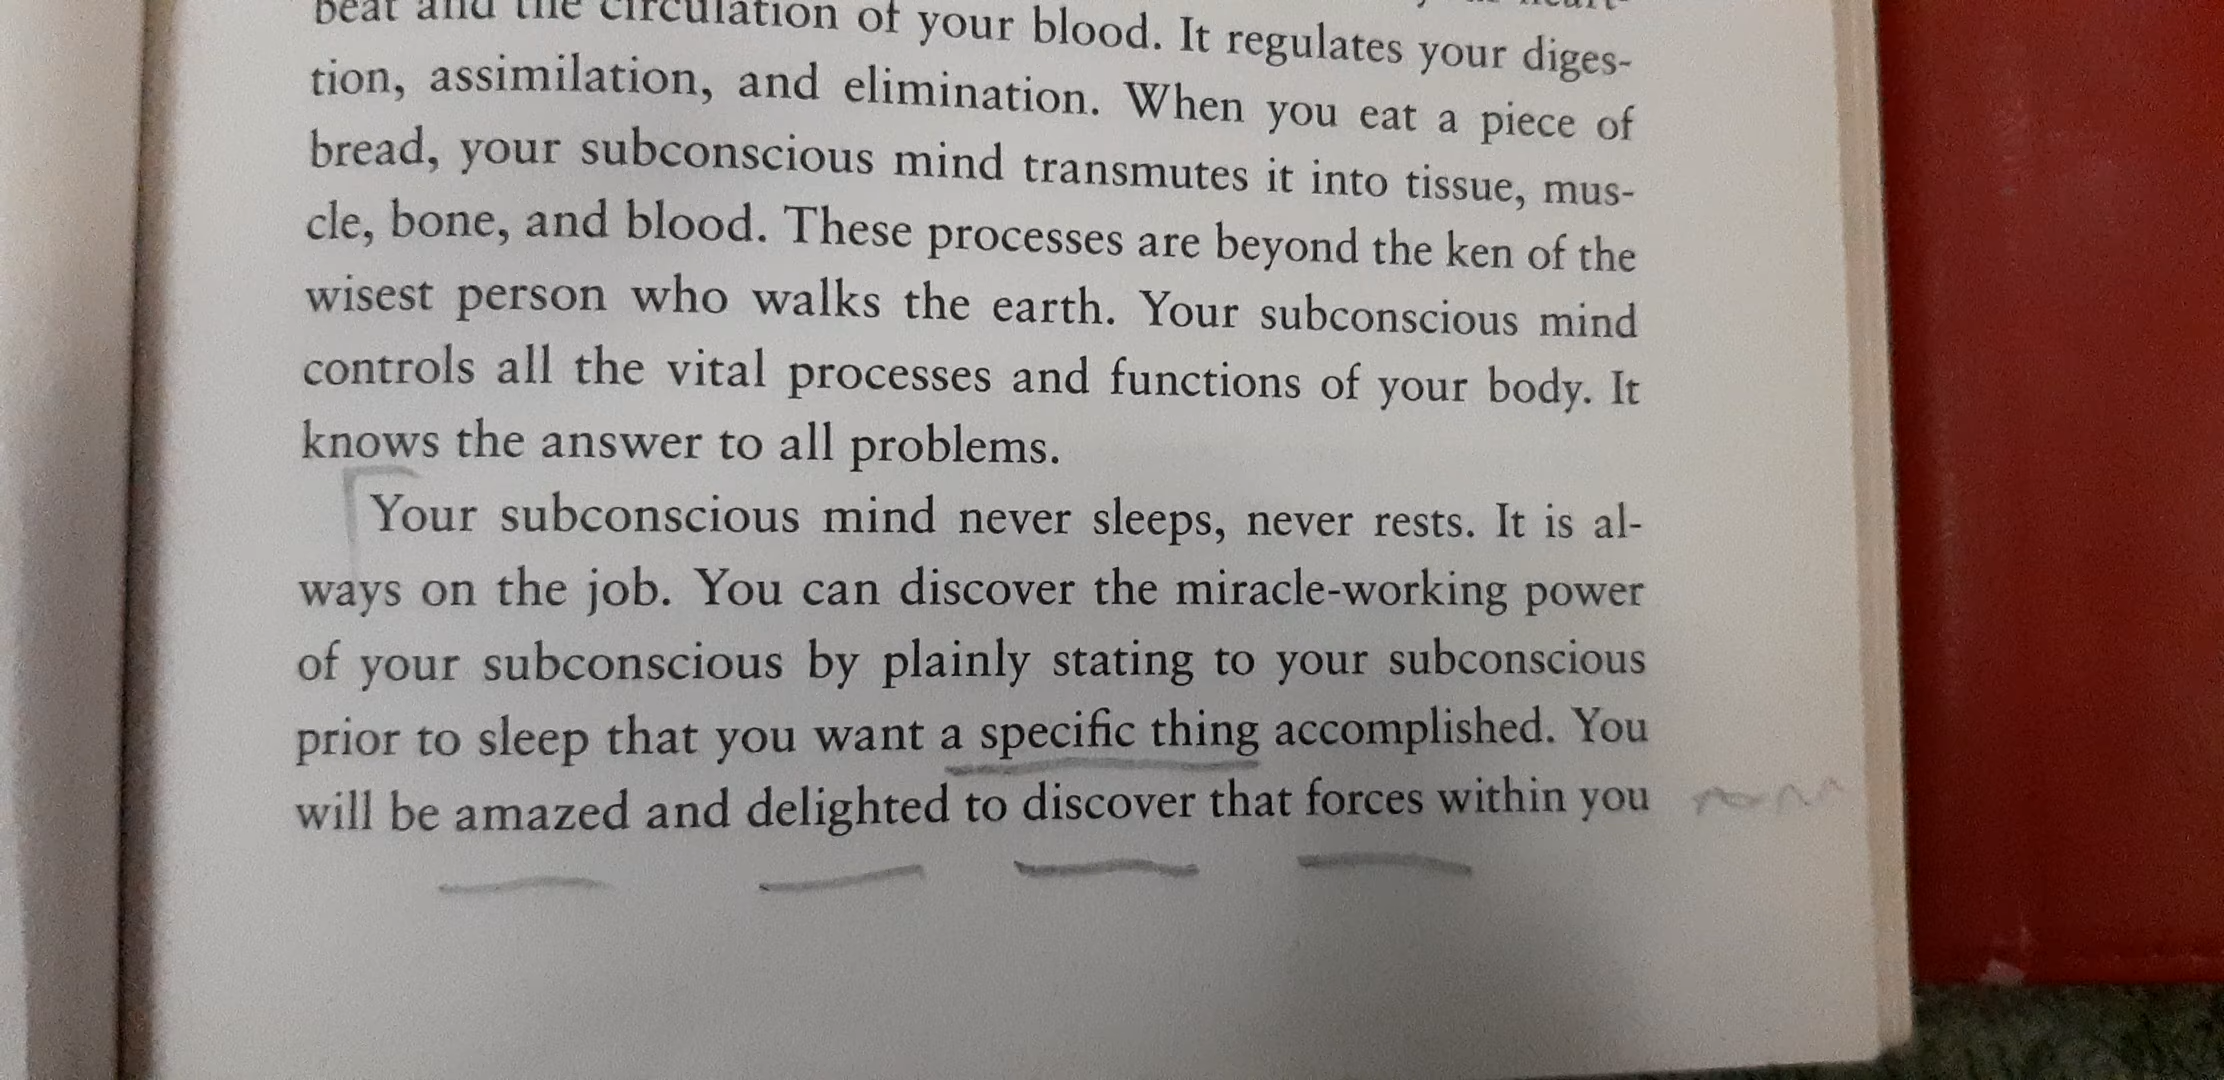 beat and the circulation of your blood. It regulates your diges-
tion, assimilation, and elimination. When you eat a piece of
bread, your subconscious mind transmutes it into tissue, mus-
cle, bone, and blood. These processes are beyond the ken of the
wisest person who walks the earth. Your subconscious mind
controls all the vital processes and functions of your body. It
knows the answer to all problems.
Your subconscious mind never sleeps, never rests. It is al-
ways on the job. You can discover the miracle-working power
of your subconscious by plainly stating to your subconscious
prior to sleep that you want a specific thing accomplished. You
will be amazed and delighted to discover that forces within you